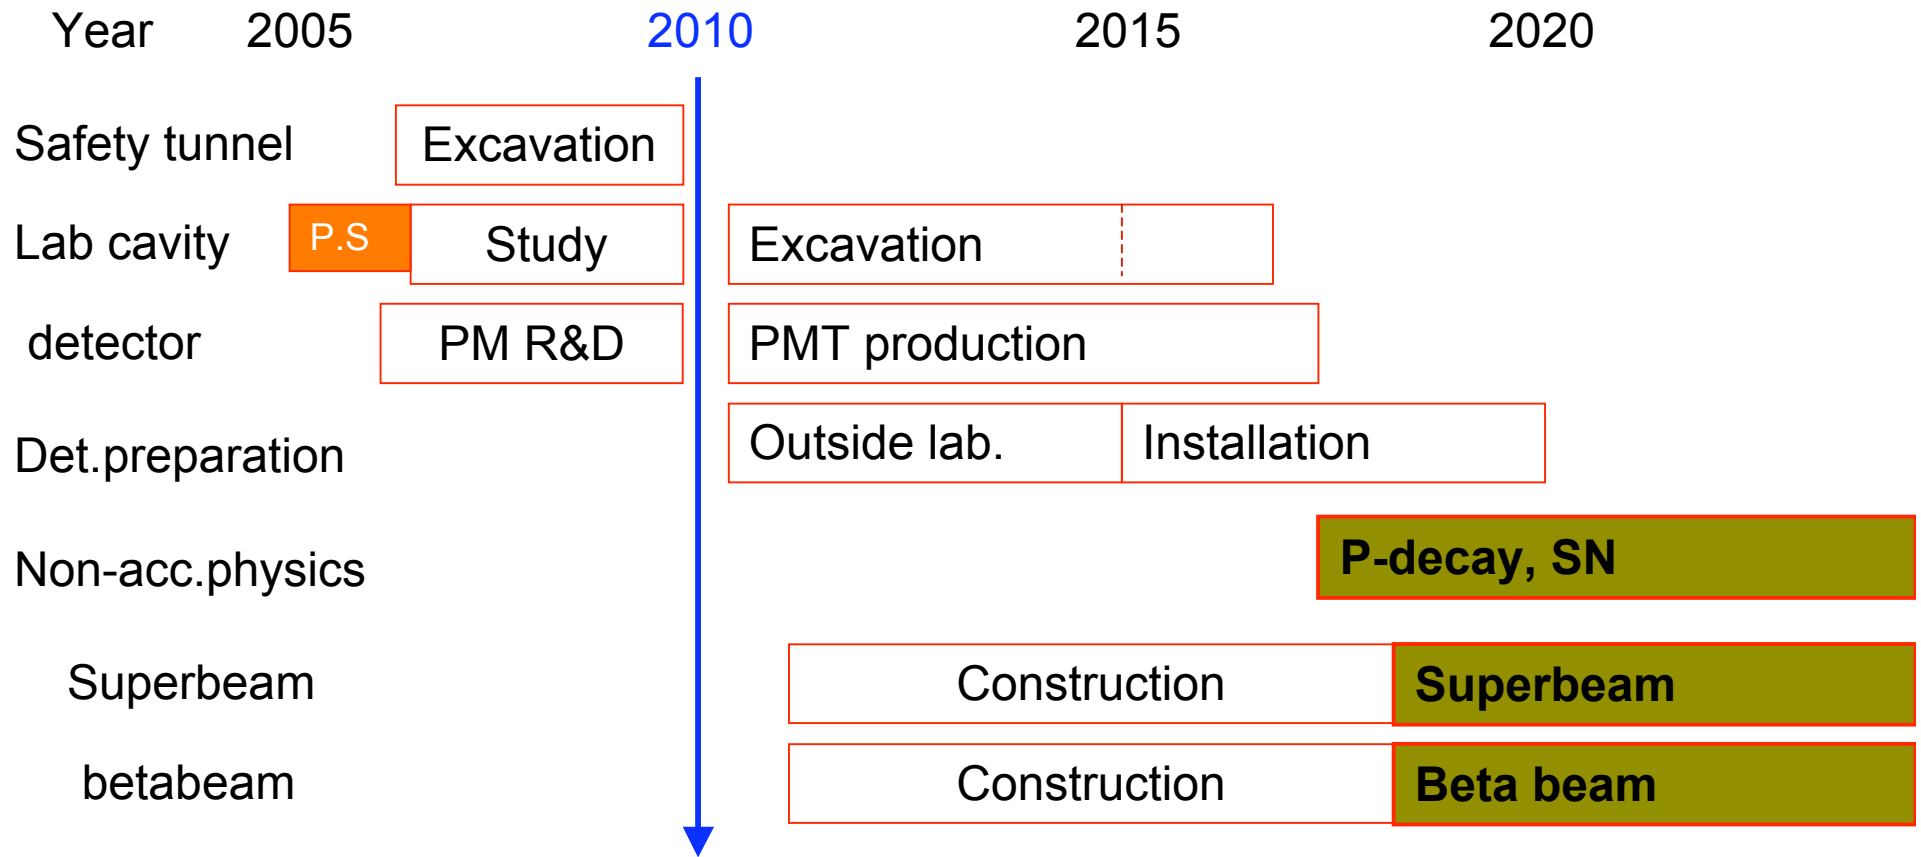 Year 2005 2010 2015 2020
Safety tunnel Excavation
Lab cavity P.S Study Excavation
detector PM R&D PMT production
Det.preparation Outside lab. Installation
Non-acc.physics P-decay, SN
Superbeam Construction Superbeam
betabeam Construction Beta beam